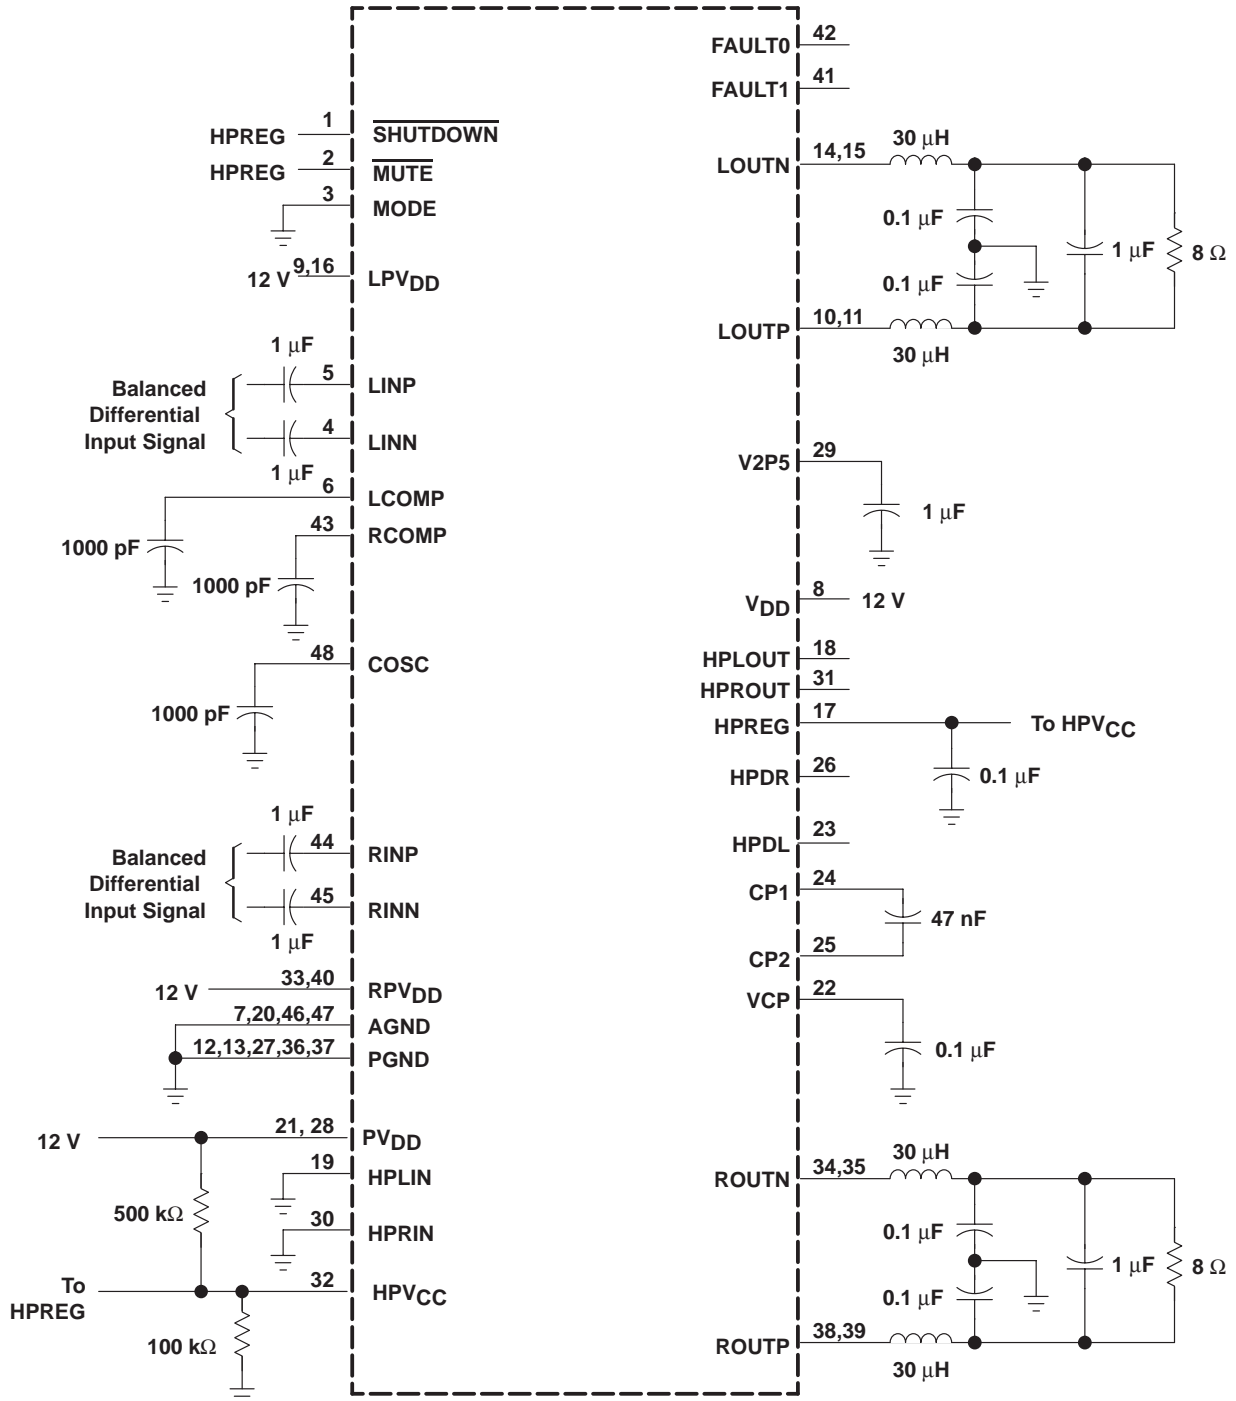 42
FAULT0
41
FAULT1
1
HPREG
SHUTDOWN
2
HPREG
MUTE
3
MODE
30 μH
14,15
LOUTN
0.1 μF
1 μF
8 Ω
0.1 μF
10,11
LOUTP
30 μH
9,16
12 V
LPVDD
1 μF
5
LINP
Balanced
Differential
Input Signal
4
LINN
1 μF
6
LCOMP
43
RCOMP
1000 pF
1000 pF
29
V2P5
1 μF
8
VDD
12 V
48
COSC
1000 pF
18
HPLOUT
31
HPROUT
17
HPREG
To HPVCC
0.1 μF
26
HPDR
23
HPDL
1 μF
44
RINP
Balanced
Differential
Input Signal
45
RINN
1 μF
24
CP1
47 nF
25
CP2
22
VCP
0.1 μF
33,40
12 V
RPVDD
7,20,46,47
AGND
12,13,27,36,37
PGND
21, 28
12 V
PVDD
19
HPLIN
500 kΩ
30
HPRIN
32
To
HPREG
HPVCC
100 kΩ
30 μH
34,35
ROUTN
0.1 μF
1 μF
8 Ω
0.1 μF
38,39
ROUTP
30 μH